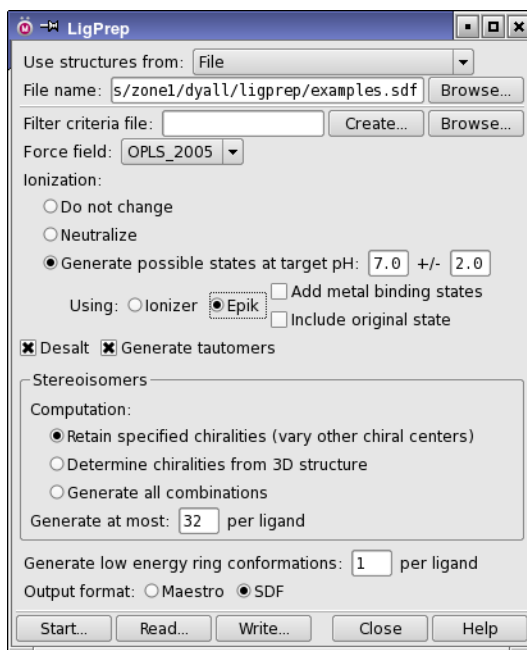 LigPrep
Use structures from: File
File name: s/zone1/dyall/ligprep/examples.sdf Browse...
Filter criteria file: Create... Browse...
Force field: OPLS_2005
Ionization:
Do not change
Neutralize
Generate possible states at target pH: 7.0 +/- 2.0
Using: Ionizer Epik Add metal binding states
Include original state
Desalt Generate tautomers
Stereoisomers
Computation:
Retain specified chiralities (vary other chiral centers)
Determine chiralities from 3D structure
Generate all combinations
Generate at most: 32 per ligand
Generate low energy ring conformations: 1 per ligand
Output format: Maestro SDF
Start... Read... Write... Close Help